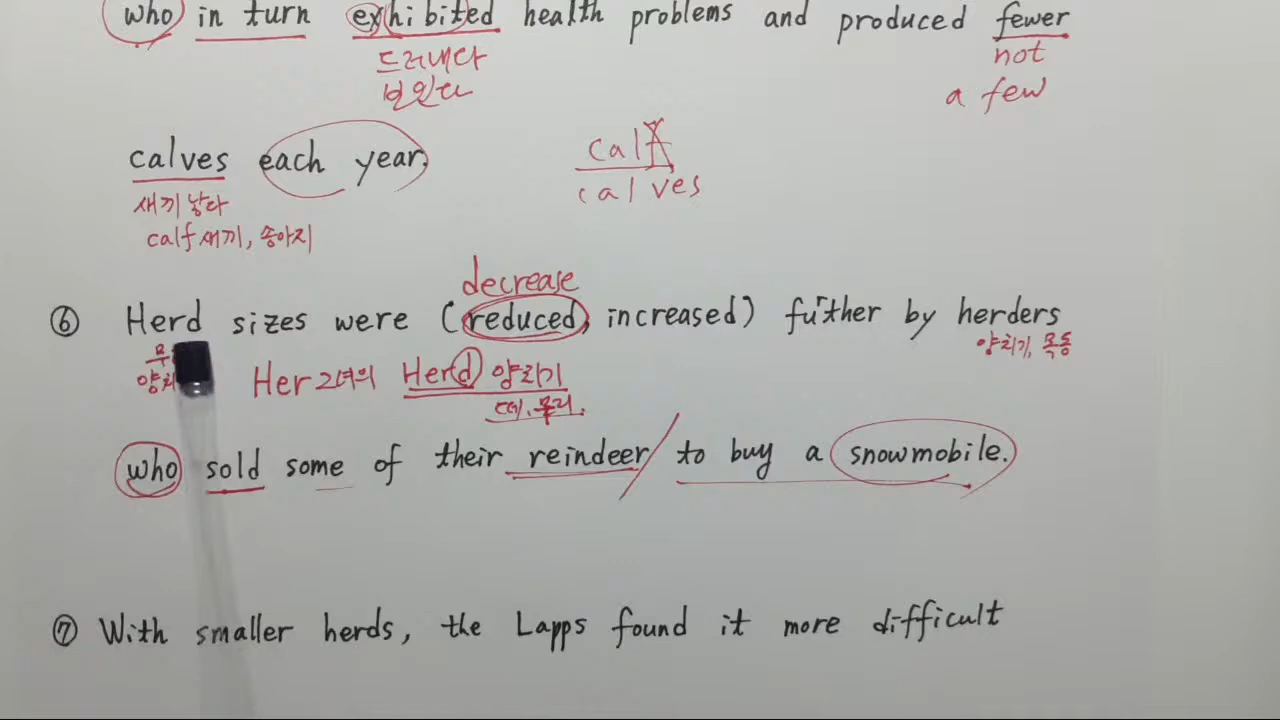 who in turn exhibited health problems and produced fewer
드러내다
보인다
not
a few
calves each year.
새끼 낳다
calf 새끼, 송아지
calf
calves
decrease
⑥ Herd sizes were (reduced, increased) further by herders
양치기, 목동
Her 그녀의 Herd 양치기
떼, 무리.
who sold some of their reindeer / to buy a snowmobile.
⑦ With smaller herds, the Lapps found it more difficult